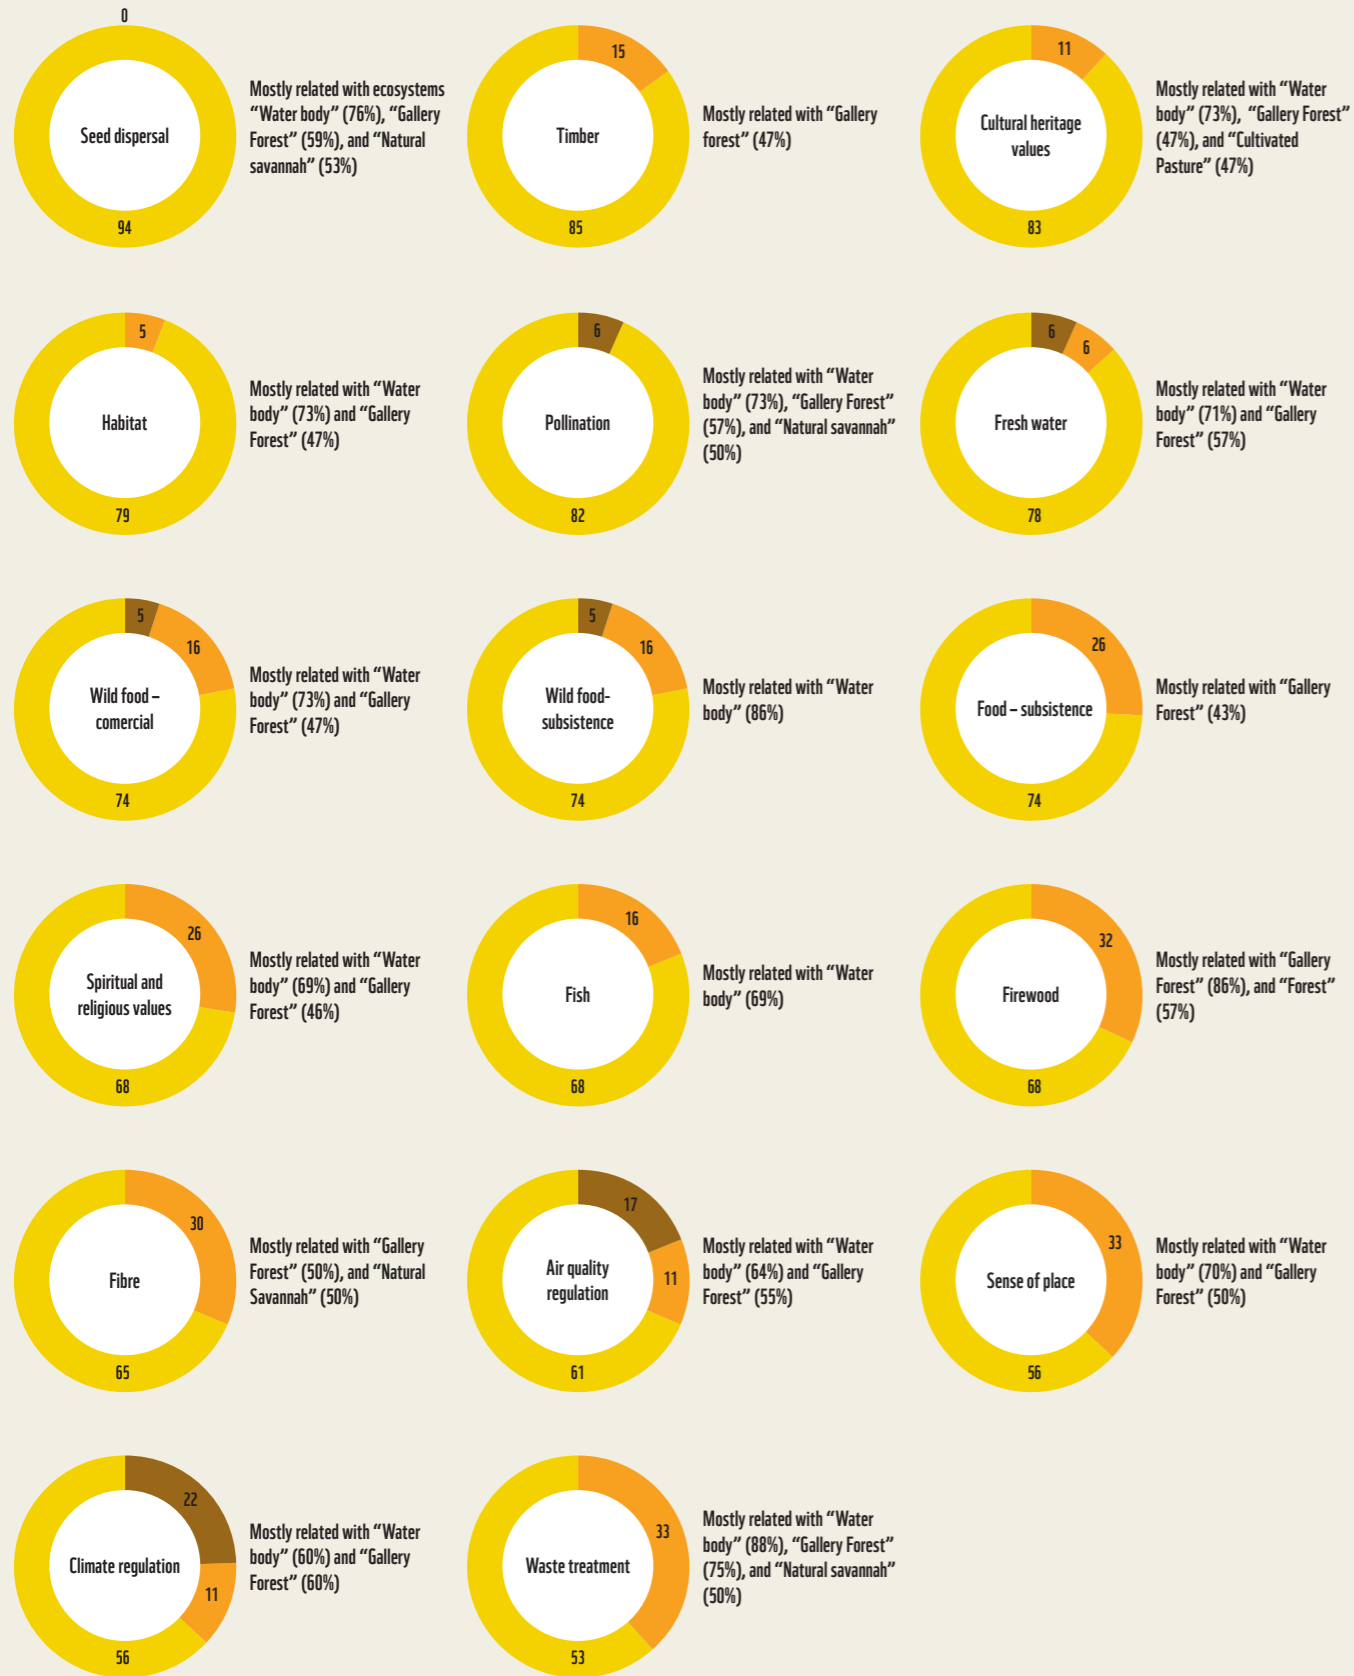 0
Seed dispersal
94
Mostly related with ecosystems
“Water body” (76%), “Gallery
Forest” (59%), and “Natural
savannah” (53%)
15
Timber
85
Mostly related with “Gallery
forest” (47%)
11
Cultural heritage
values
83
Mostly related with “Water
body” (73%), “Gallery Forest”
(47%), and “Cultivated
Pasture” (47%)
5
Habitat
79
Mostly related with “Water
body” (73%) and “Gallery
Forest” (47%)
6
Pollination
82
Mostly related with “Water
body” (73%), “Gallery Forest”
(57%), and “Natural savannah”
(50%)
6
6
Fresh water
78
Mostly related with “Water
body” (71%) and “Gallery
Forest” (57%)
5
16
Wild food –
comercial
74
Mostly related with “Water
body” (73%) and “Gallery
Forest” (47%)
5
16
Wild food-
subsistence
74
Mostly related with “Water
body” (86%)
26
Food – subsistence
74
Mostly related with “Gallery
Forest” (43%)
26
Spiritual and
religious values
68
Mostly related with “Water
body” (69%) and “Gallery
Forest” (46%)
16
Fish
68
Mostly related with “Water
body” (69%)
32
Firewood
68
Mostly related with “Gallery
Forest” (86%), and “Forest”
(57%)
30
Fibre
65
Mostly related with “Gallery
Forest” (50%), and “Natural
Savannah” (50%)
17
11
Air quality
regulation
61
Mostly related with “Water
body” (64%) and “Gallery
Forest” (55%)
33
Sense of place
56
Mostly related with “Water
body” (70%) and “Gallery
Forest” (50%)
22
11
Climate regulation
56
Mostly related with “Water
body” (60%) and “Gallery
Forest” (60%)
33
Waste treatment
53
Mostly related with “Water
body” (88%), “Gallery Forest”
(75%), and “Natural savannah”
(50%)